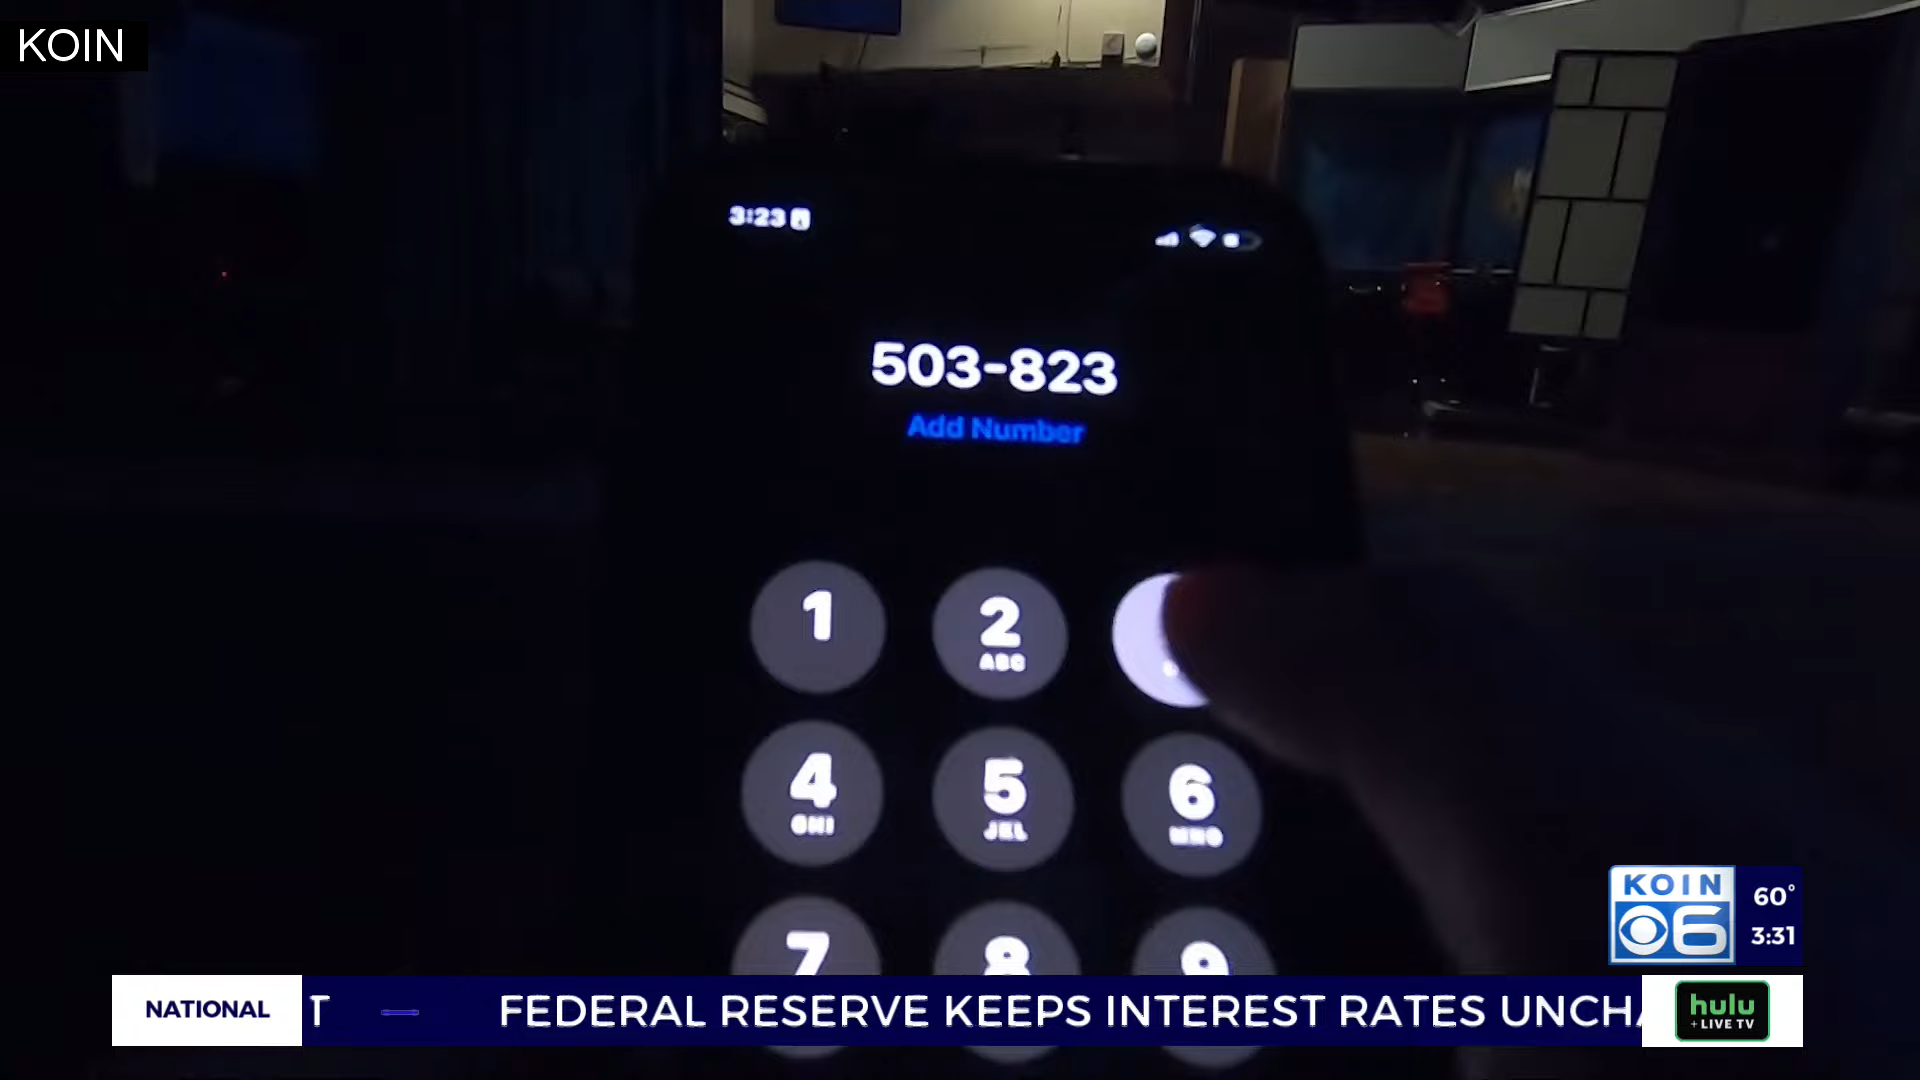 KOIN
3:23
503-823
Add Number
1
2
ABC
4
GHI
5
JKL
6
MNO
7
8
9
KOIN
6
60°
3:31
NATIONAL
T — FEDERAL RESERVE KEEPS INTEREST RATES UNCHA
hulu
+ LIVE TV